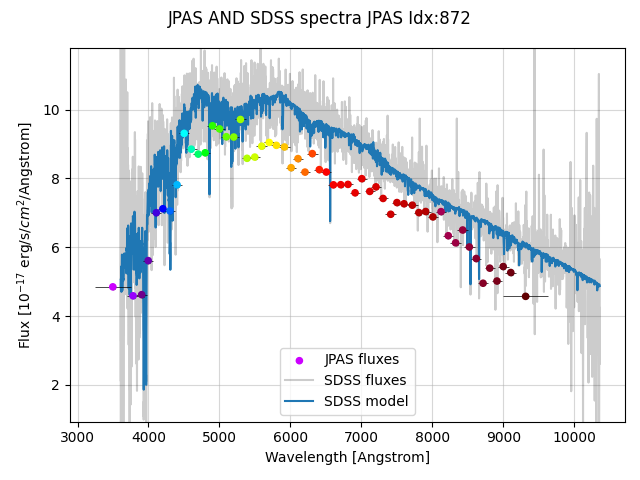 JPAS AND SDSS spectra JPAS Idx:872
Flux [10⁻¹⁷ erg/s/cm²/Angstrom]
10
8
6
4
2
JPAS fluxes
SDSS fluxes
SDSS model
3000 4000 5000 6000 7000 8000 9000 10000
Wavelength [Angstrom]